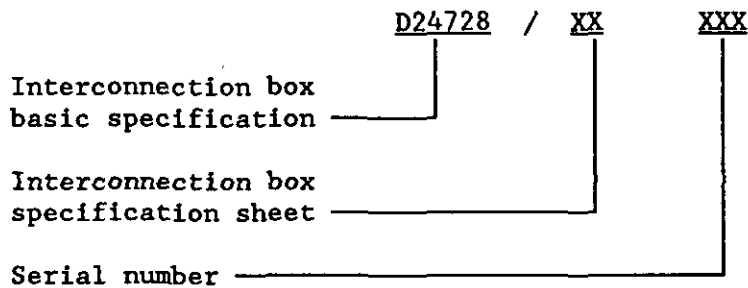 D24728 / XX XXX
Interconnection box
basic specification
Interconnection box
specification sheet
Serial number